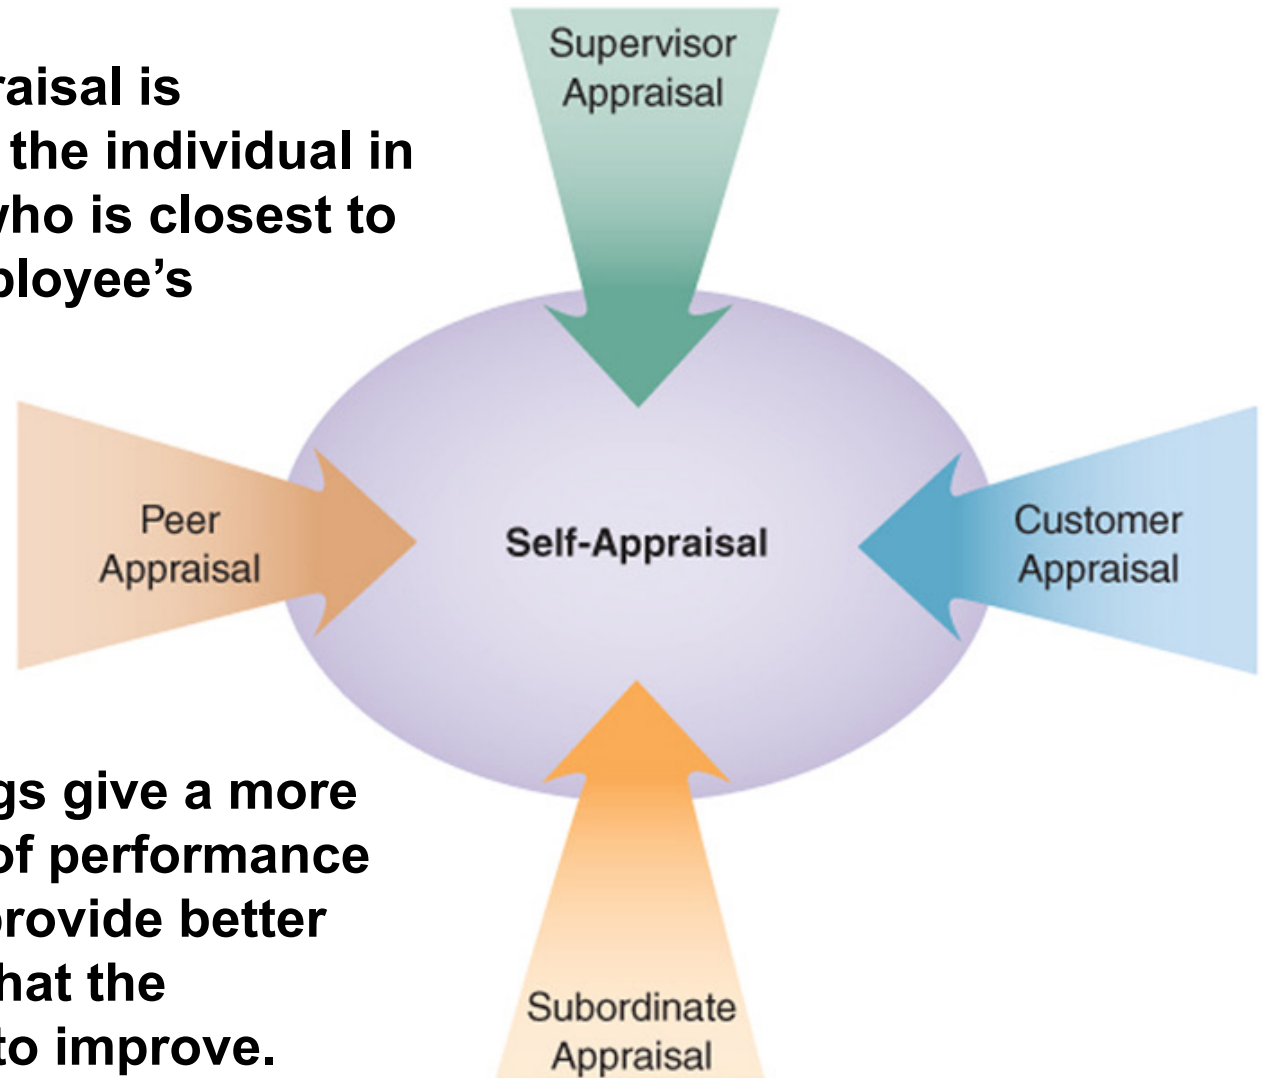 Supervisor
Appraisal
raisal is
the individual in
who is closest to
ployee’s
Peer
Appraisal
Self-Appraisal
Customer
Appraisal
gs give a more
of performance
provide better
hat the
to improve.
Subordinate
Appraisal